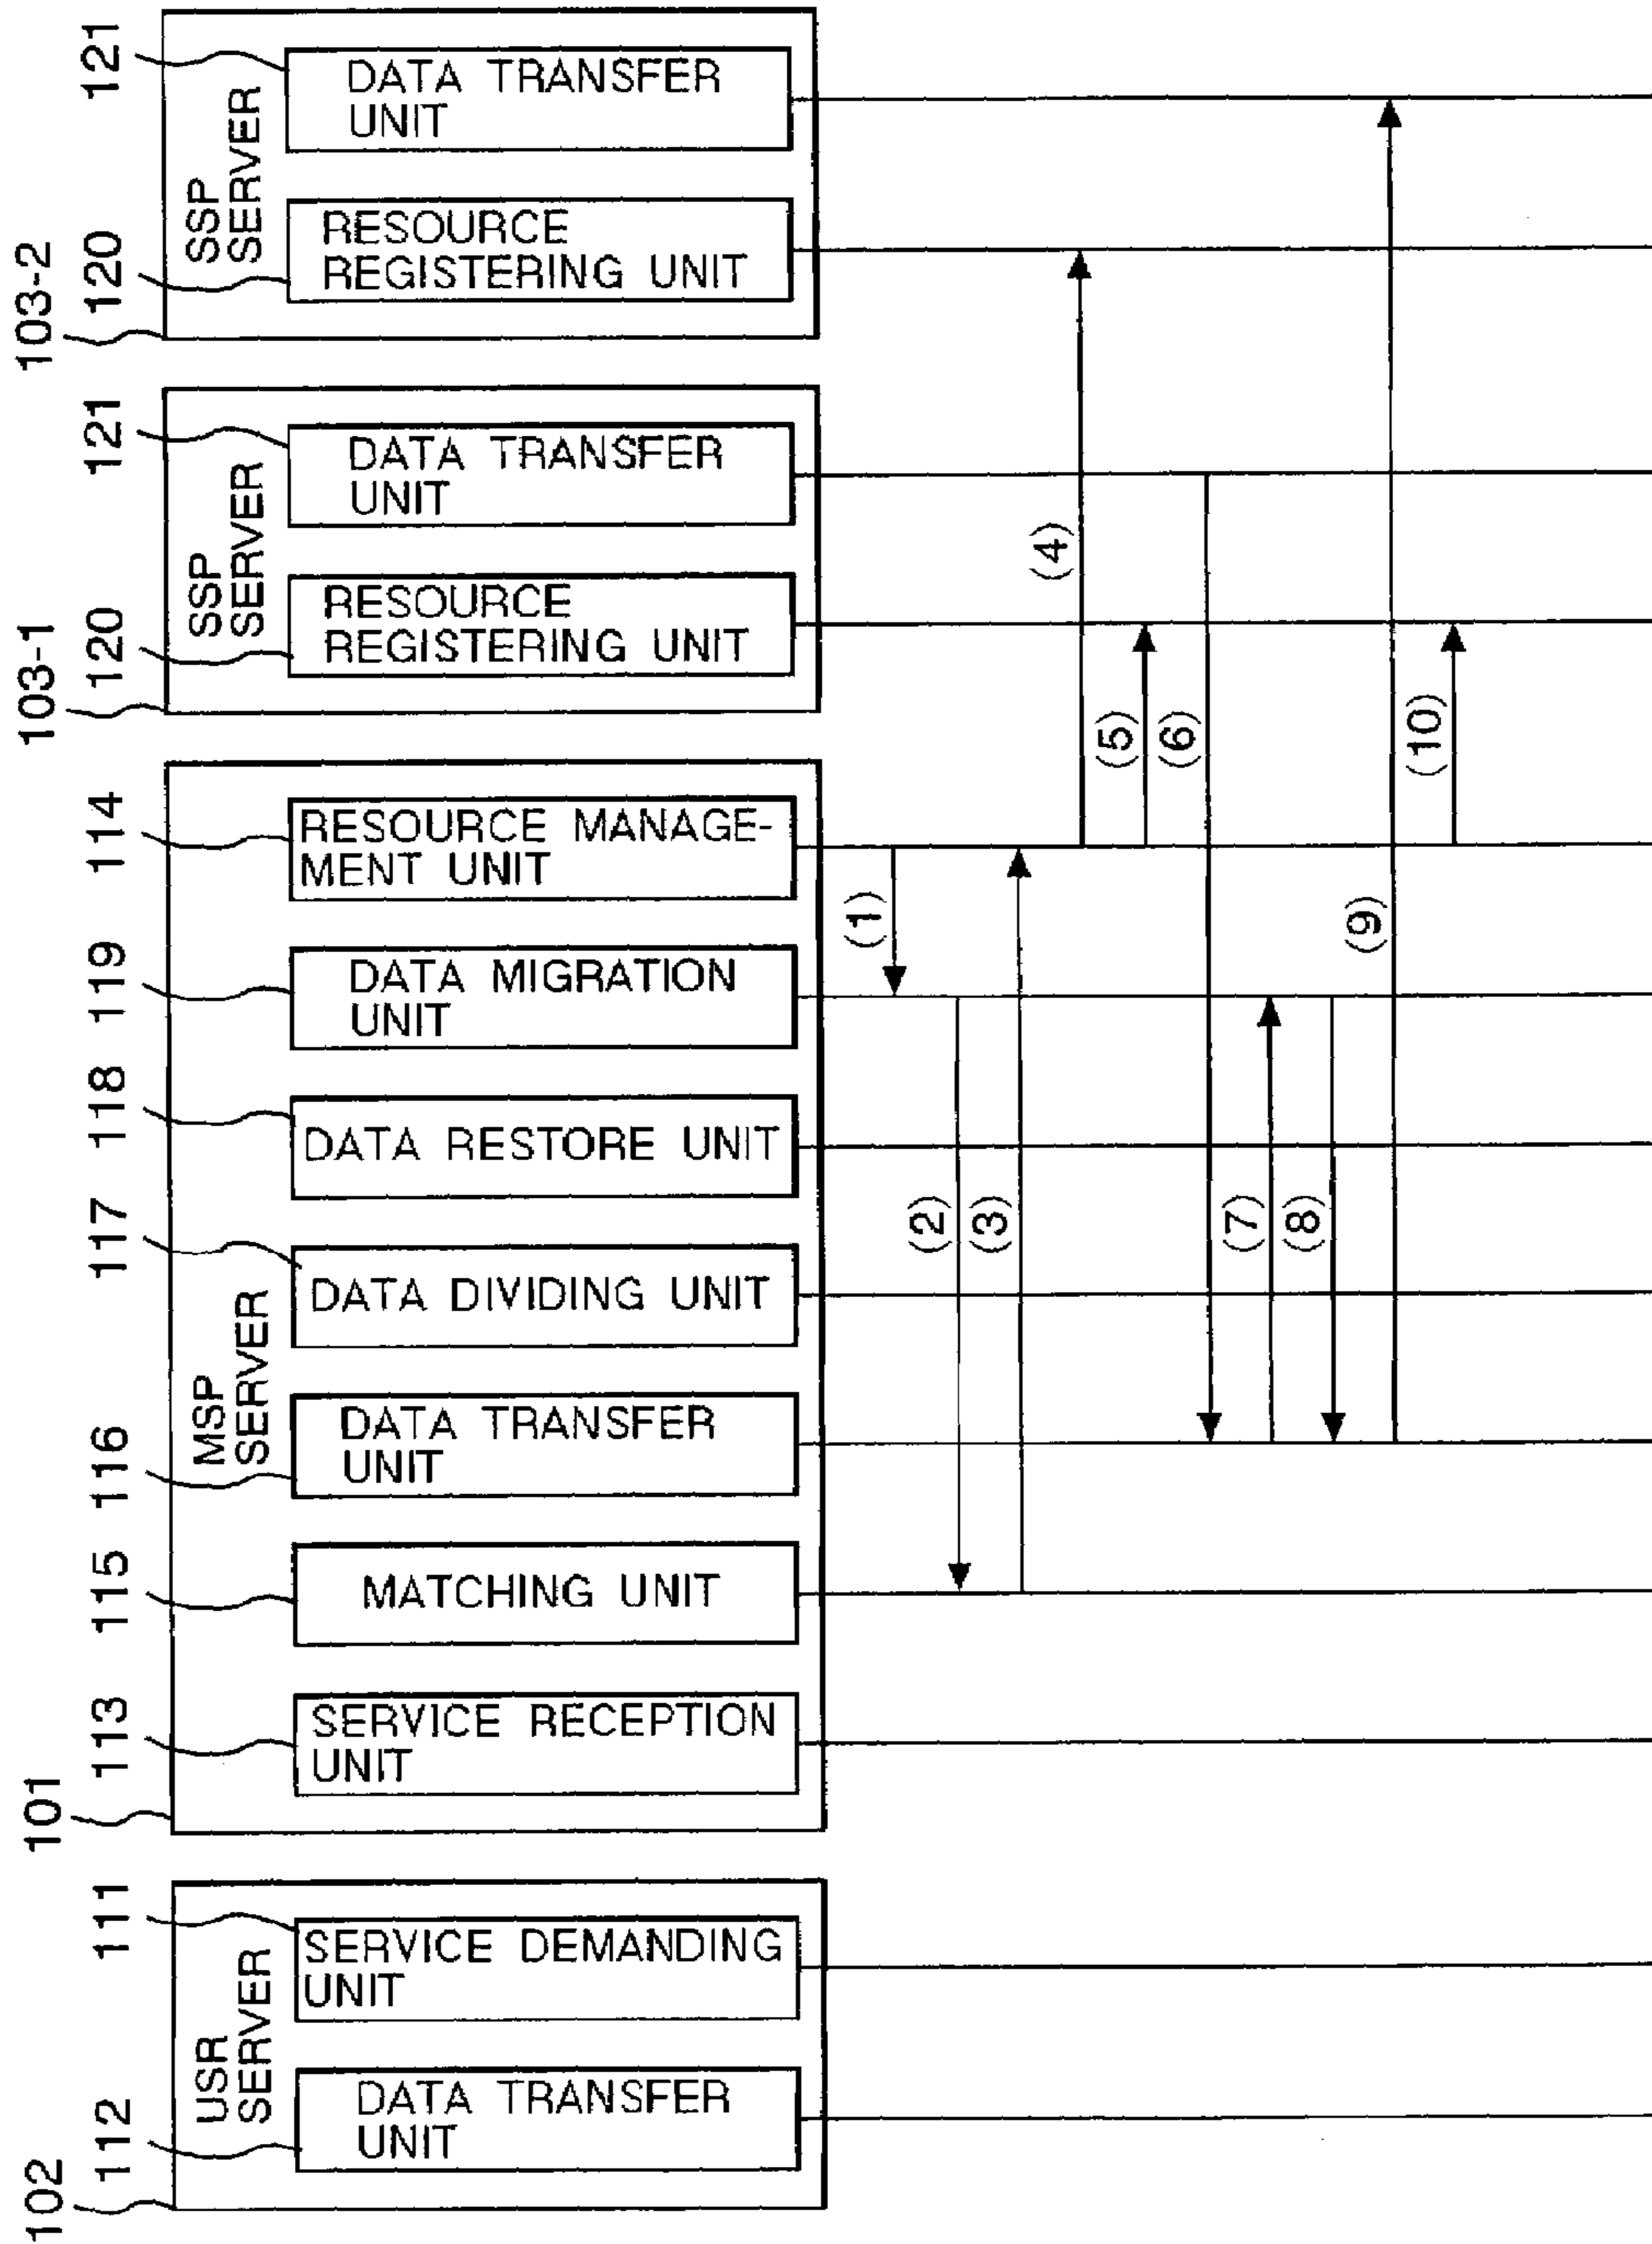 102
112
USR
SERVER
DATA TRANSFER
UNIT
111
SERVICE DEMANDING
UNIT
101
113
MSP
SERVER
SERVICE RECEPTION
UNIT
115
MATCHING UNIT
116
DATA TRANSFER
UNIT
117
DATA DIVIDING UNIT
118
DATA RESTORE UNIT
119
DATA MIGRATION
UNIT
114
RESOURCE MANAGE-
MENT UNIT
103-1
120
SSP
SERVER
RESOURCE
REGISTERING UNIT
121
DATA TRANSFER
UNIT
103-2
120
SSP
SERVER
RESOURCE
REGISTERING UNIT
121
DATA TRANSFER
UNIT
(1)
(2)
(3)
(4)
(5)
(6)
(7)
(8)
(9)
(10)